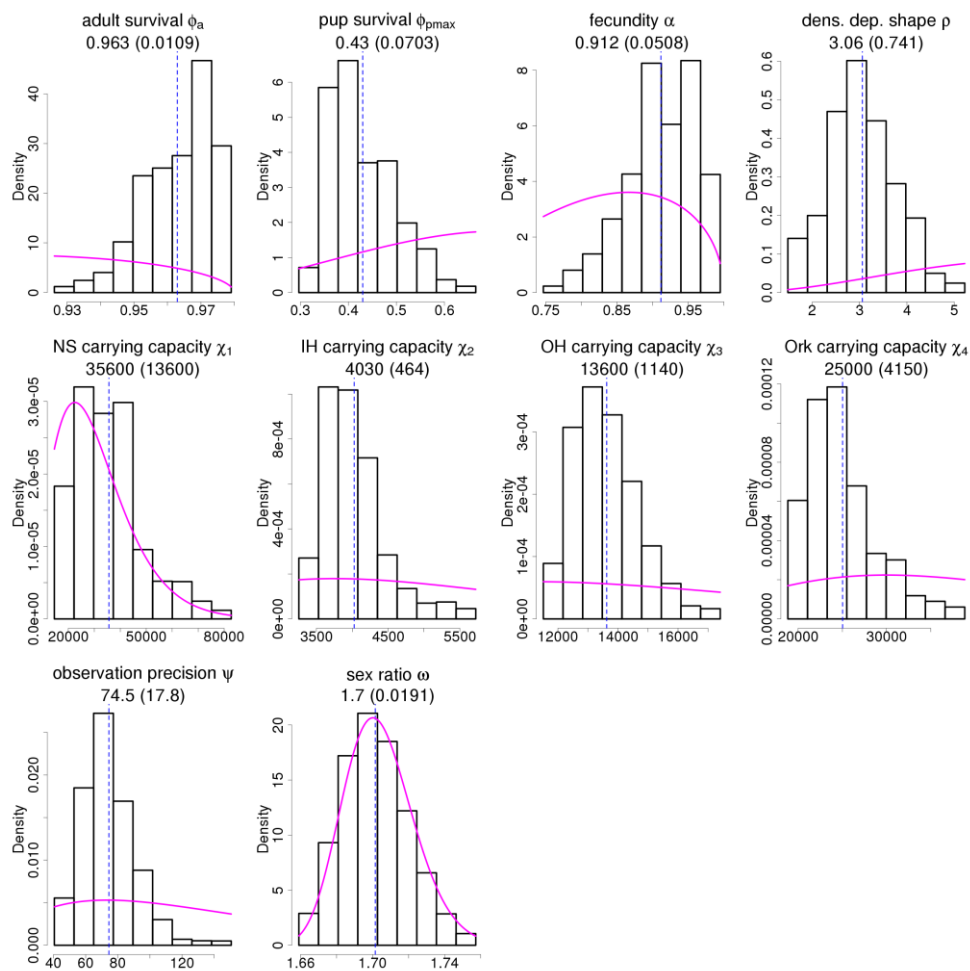 adult survival ϕa
0.963 (0.0109)
Density
0 10 20 30 40
0.93 0.95 0.97
pup survival ϕpmax
0.43 (0.0703)
Density
0 1 2 3 4 5 6
0.3 0.4 0.5 0.6
fecundity α
0.912 (0.0508)
Density
0 2 4 6 8
0.75 0.85 0.95
dens. dep. shape ρ
3.06 (0.741)
Density
0.0 0.1 0.2 0.3 0.4 0.5 0.6
2 3 4 5
NS carrying capacity χ1
35600 (13600)
Density
0.0e+00 1.0e-05 2.0e-05 3.0e-05
20000 50000 80000
IH carrying capacity χ2
4030 (464)
Density
0e+00 4e-04 8e-04
3500 4500 5500
OH carrying capacity χ3
13600 (1140)
Density
0e+00 1e-04 2e-04 3e-04
12000 14000 16000
Ork carrying capacity χ4
25000 (4150)
Density
0.00000 0.00004 0.00008 0.00012
20000 30000
observation precision ψ
74.5 (17.8)
Density
0.000 0.010 0.020
40 60 80 120
sex ratio ω
1.7 (0.0191)
Density
0 5 10 15 20
1.66 1.70 1.74